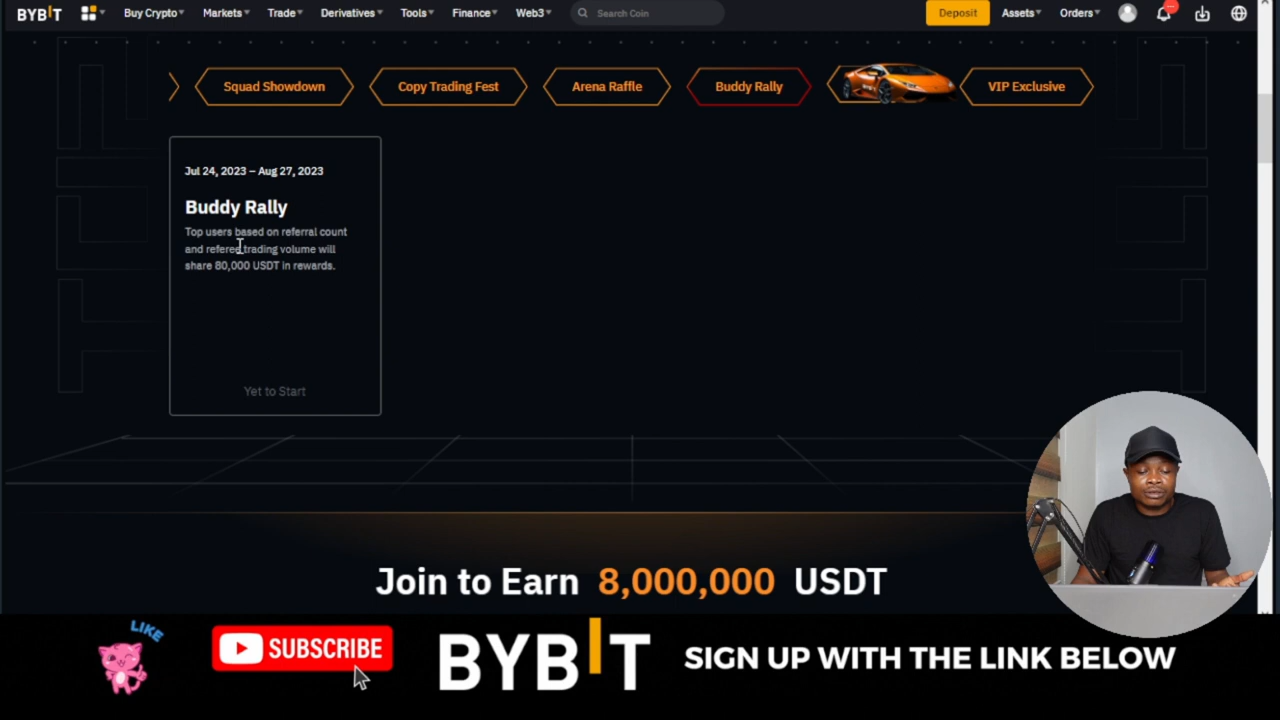 BYBIT
Buy Crypto
Markets
Trade
Derivatives
Tools
Finance
Web3
Search Coin
Deposit
Assets
Orders
Squad Showdown
Copy Trading Fest
Arena Raffle
Buddy Rally
VIP Exclusive
Jul 24, 2023 – Aug 27, 2023
Buddy Rally
Top users based on referral count
and referee trading volume will
share 80,000 USDT in rewards.
Yet to Start
Join to Earn 8,000,000 USDT
LIKE
SUBSCRIBE
BYBIT
SIGN UP WITH THE LINK BELOW